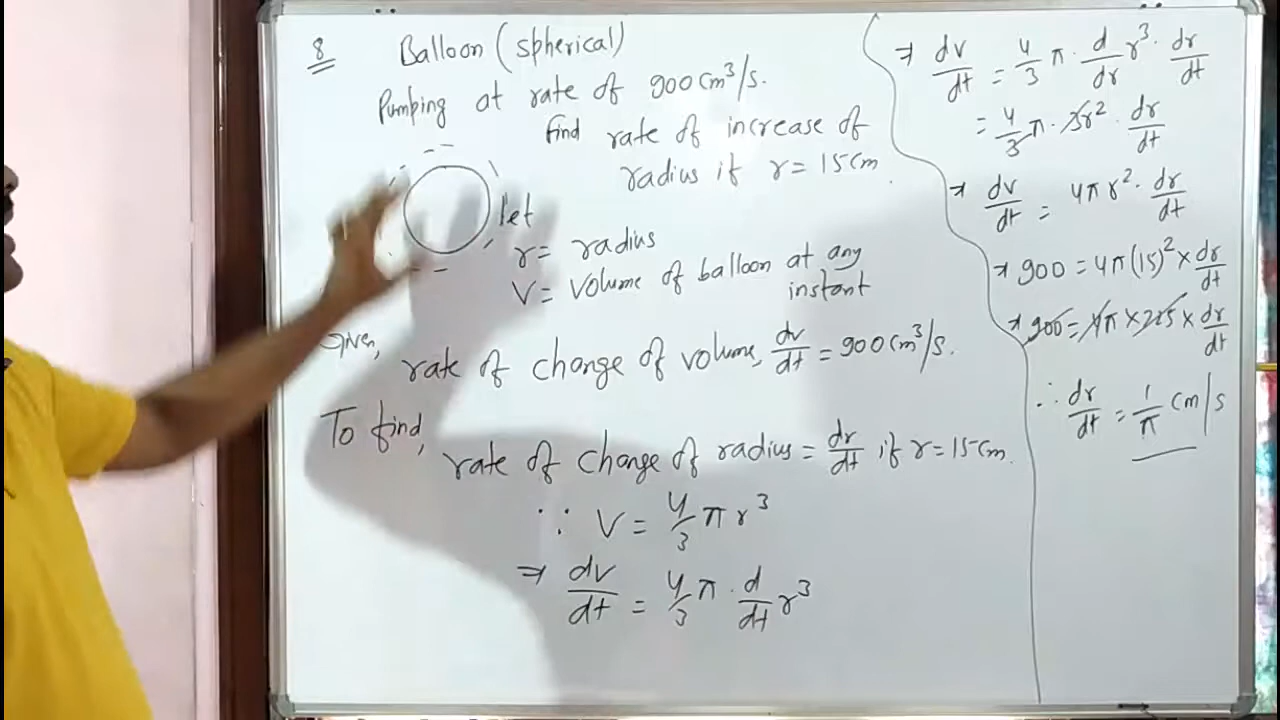 8 Balloon (spherical)
Pumping at rate of 900 cm³/s.
find rate of increase of
radius if r = 15 cm.
let
r = radius
V = volume of balloon at any
instant
Given, rate of change of volume, dv/dt = 900 cm³/s.
To find, rate of change of radius = dr/dt if r = 15 cm.
∵ V = 4/3 π r³
⇒ dv/dt = 4/3 π · d/dt r³
⇒ dv/dt = 4/3 π · d/dr r³ · dr/dt
= 4/3 π · 3r² · dr/dt
⇒ dv/dt = 4πr² · dr/dt
⇒ 900 = 4π(15)² × dr/dt
⇒ 900 = 4π × 225 × dr/dt
∴ dr/dt = 1/π cm/s